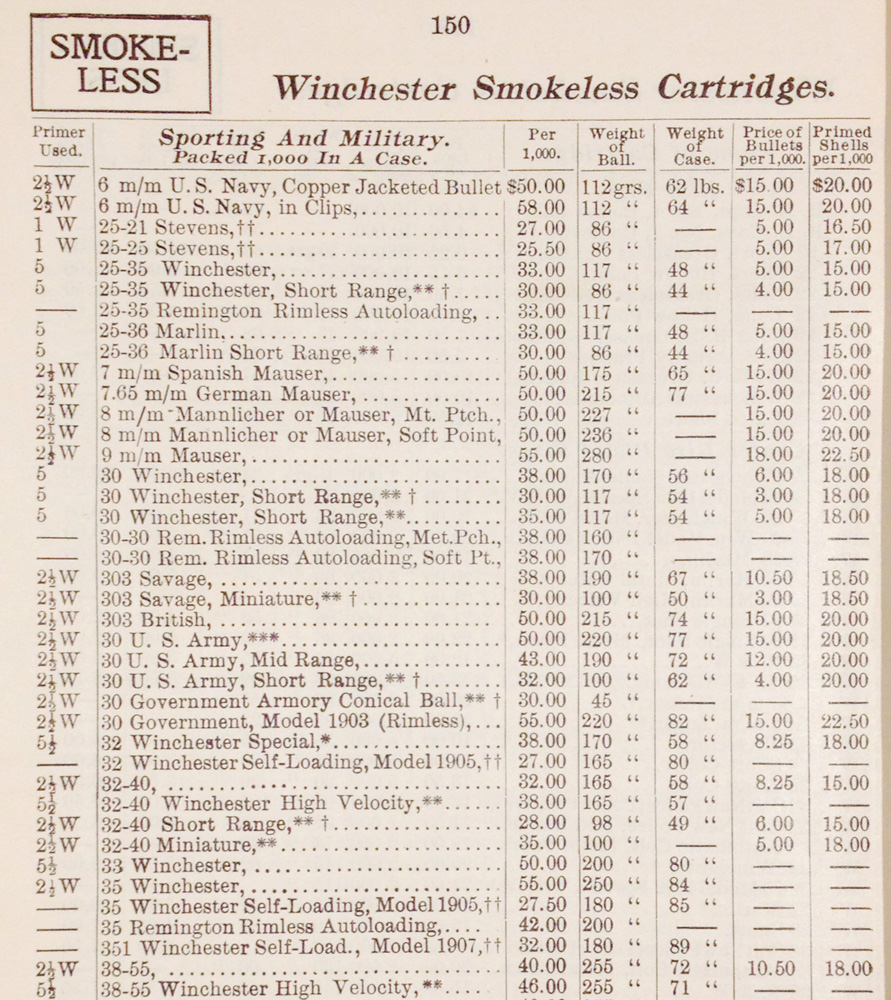 150
SMOKE-
LESS
Winchester Smokeless Cartridges.
Primer Used. Sporting And Military. Packed 1,000 In A Case. Per 1,000. Weight of Ball. Weight of Case. Price of Bullets per 1,000. Primed Shells per 1,000
2½ W 6 m/m U. S. Navy, Copper Jacketed Bullet $50.00 112 grs. 62 lbs. $15.00 $20.00
2½ W 6 m/m U. S. Navy, in Clips,.............. 58.00 112 “ 64 “ 15.00 20.00
1 W 25-21 Stevens,††........................ 27.00 86 “ — 5.00 16.50
1 W 25-25 Stevens,††........................ 25.50 86 “ — 5.00 17.00
5 25-35 Winchester,...................... 33.00 117 “ 48 “ 5.00 15.00
5 25-35 Winchester, Short Range,** †..... 30.00 86 “ 44 “ 4.00 15.00
— 25-35 Remington Rimless Autoloading, .. 33.00 117 “ — — —
5 25-36 Marlin,........................... 33.00 117 “ 48 “ 5.00 15.00
5 25-36 Marlin Short Range,** † ......... 30.00 86 “ 44 “ 4.00 15.00
2½ W 7 m/m Spanish Mauser,................. 50.00 175 “ 65 “ 15.00 20.00
2½ W 7.65 m/m German Mauser, .............. 50.00 215 “ 77 “ 15.00 20.00
2½ W 8 m/m Mannlicher or Mauser, Mt. Ptch., 50.00 227 “ — 15.00 20.00
2½ W 8 m/m Mannlicher or Mauser, Soft Point, 50.00 236 “ — 15.00 20.00
2½ W 9 m/m Mauser,......................... 55.00 280 “ — 18.00 22.50
5 30 Winchester,......................... 38.00 170 “ 56 “ 6.00 18.00
5 30 Winchester, Short Range,** † ........ 30.00 117 “ 54 “ 3.00 18.00
5 30 Winchester, Short Range,**......... 35.00 117 “ 54 “ 5.00 18.00
— 30-30 Rem. Rimless Autoloading, Met. Pch., 38.00 160 “ — — —
— 30-30 Rem. Rimless Autoloading, Soft Pt., 38.00 170 “ — — —
2½ W 303 Savage, ........................... 38.00 190 “ 67 “ 10.50 18.50
2½ W 303 Savage, Miniature,** † ............. 30.00 100 “ 50 “ 3.00 18.50
2½ W 303 British, ........................... 50.00 215 “ 74 “ 15.00 20.00
2½ W 30 U. S. Army,***...................... 50.00 220 “ 77 “ 15.00 20.00
2½ W 30 U. S. Army, Mid Range,.............. 43.00 190 “ 72 “ 12.00 20.00
2½ W 30 U. S. Army, Short Range,** †........ 32.00 100 “ 62 “ 4.00 20.00
2½ W 30 Government Armory Conical Ball,** † 30.00 45 “ — — —
2½ W 30 Government, Model 1903 (Rimless),... 55.00 220 “ 82 “ 15.00 22.50
5½ 32 Winchester Special,*................. 38.00 170 “ 58 “ 8.25 18.00
— 32 Winchester Self-Loading, Model 1905,†† 27.00 165 “ 80 “ — —
2½ W 32-40, ................................. 32.00 165 “ 58 “ 8.25 15.00
5½ 32-40 Winchester High Velocity,**...... 38.00 165 “ 57 “ — —
2½ W 32-40 Short Range,** † ................. 28.00 98 “ 49 “ 6.00 15.00
2½ W 32-40 Miniature,**...................... 35.00 100 “ — 5.00 18.00
5½ 33 Winchester, ......................... 50.00 200 “ 80 “ — —
2½ W 35 Winchester, ......................... 55.00 250 “ 84 “ — —
— 35 Winchester Self-Loading, Model 1905,†† 27.50 180 “ 85 “ — —
— 35 Remington Rimless Autoloading,.... 42.00 200 “ — — —
— 351 Winchester Self-Load., Model 1907,†† 32.00 180 “ 89 “ — —
2½ W 38-55, ................................. 40.00 255 “ 72 “ 10.50 18.00
5½ 38-55 Winchester High Velocity,**.... 46.00 255 “ 71 “ — —